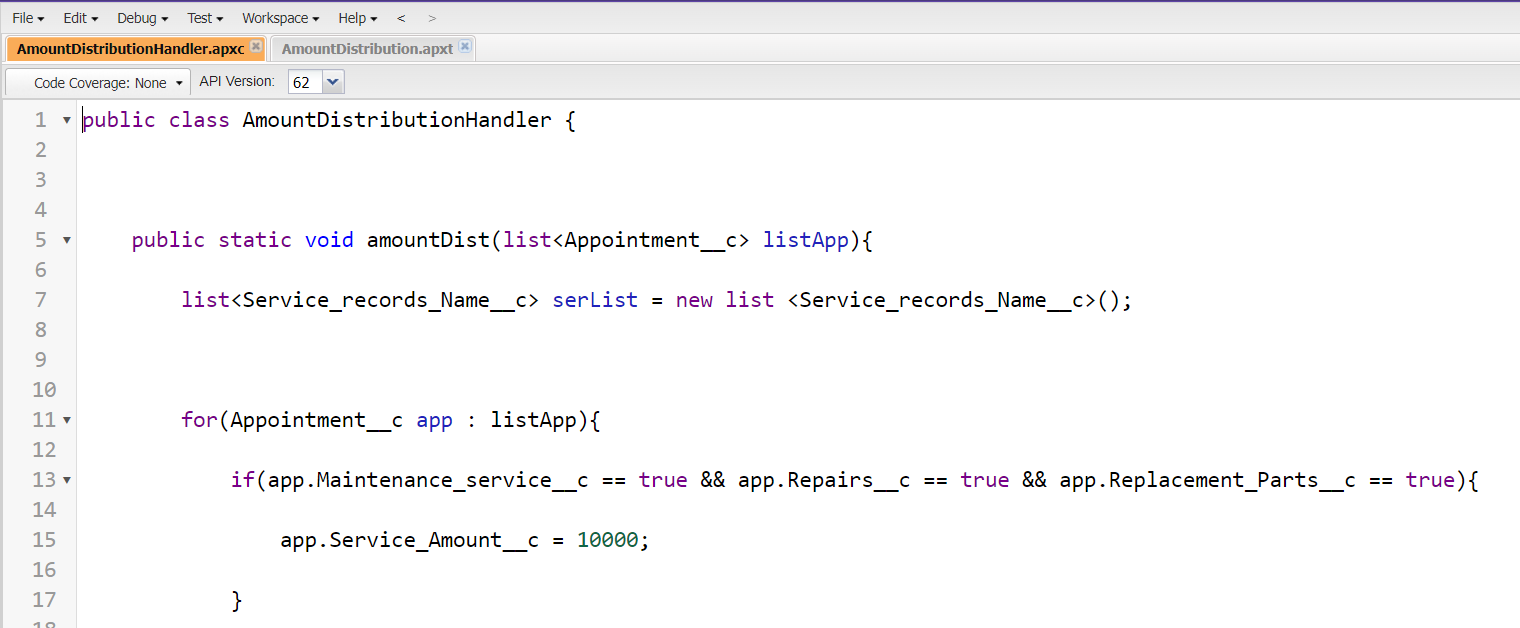 File Edit Debug Test Workspace Help < >
AmountDistributionHandler.apxc AmountDistribution.apxt
Code Coverage: None API Version: 62
1 public class AmountDistributionHandler {
2
3
4
5 public static void amountDist(list<Appointment__c> listApp){
6
7 list<Service_records_Name__c> serList = new list <Service_records_Name__c>();
8
9
10
11 for(Appointment__c app : listApp){
12
13 if(app.Maintenance_service__c == true && app.Repairs__c == true && app.Replacement_Parts__c == true){
14
15 app.Service_Amount__c = 10000;
16
17 }
18